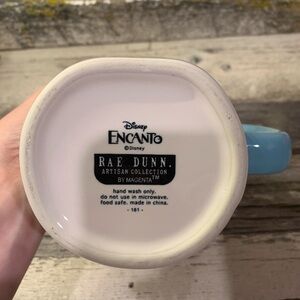 Disney
ENCANTO
©Disney
RAE DUNN.
ARTISAN COLLECTION
BY MAGENTA™
hand wash only.
do not use in microwave.
food safe. made in china.
- 181 -